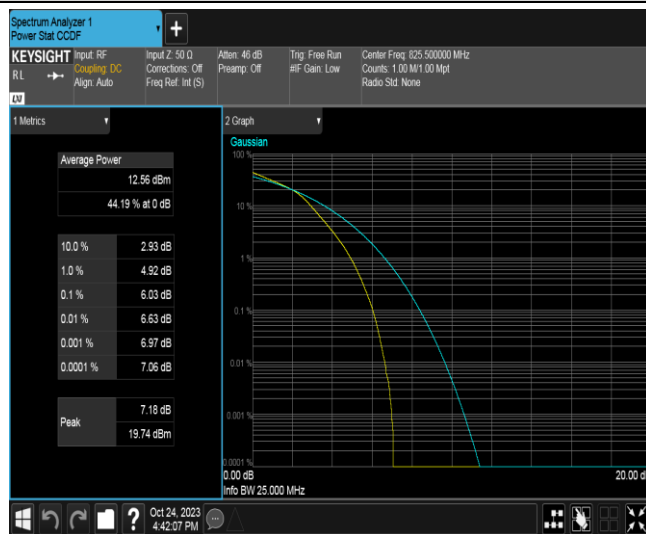 Spectrum Analyzer 1
Power Stat CCDF
KEYSIGHT
RL
Input: RF
Coupling: DC
Align: Auto
Input Z: 50 Ω
Corrections: Off
Freq Ref: Int (S)
Atten: 46 dB
Preamp: Off
Trig: Free Run
#IF Gain: Low
Center Freq: 825.500000 MHz
Counts: 1.00 M/1.00 Mpt
Radio Std: None
LXI
1 Metrics
Average Power
12.56 dBm
44.19 % at 0 dB
10.0 % 2.93 dB
1.0 % 4.92 dB
0.1 % 6.03 dB
0.01 % 6.63 dB
0.001 % 6.97 dB
0.0001 % 7.06 dB
Peak
7.18 dB
19.74 dBm
2 Graph
Gaussian
100 %
10 %
1 %
0.1 %
0.01 %
0.001 %
0.0001 %
0.00 dB
20.00 d
Info BW 25.000 MHz
?
Oct 24, 2023
4:42:07 PM